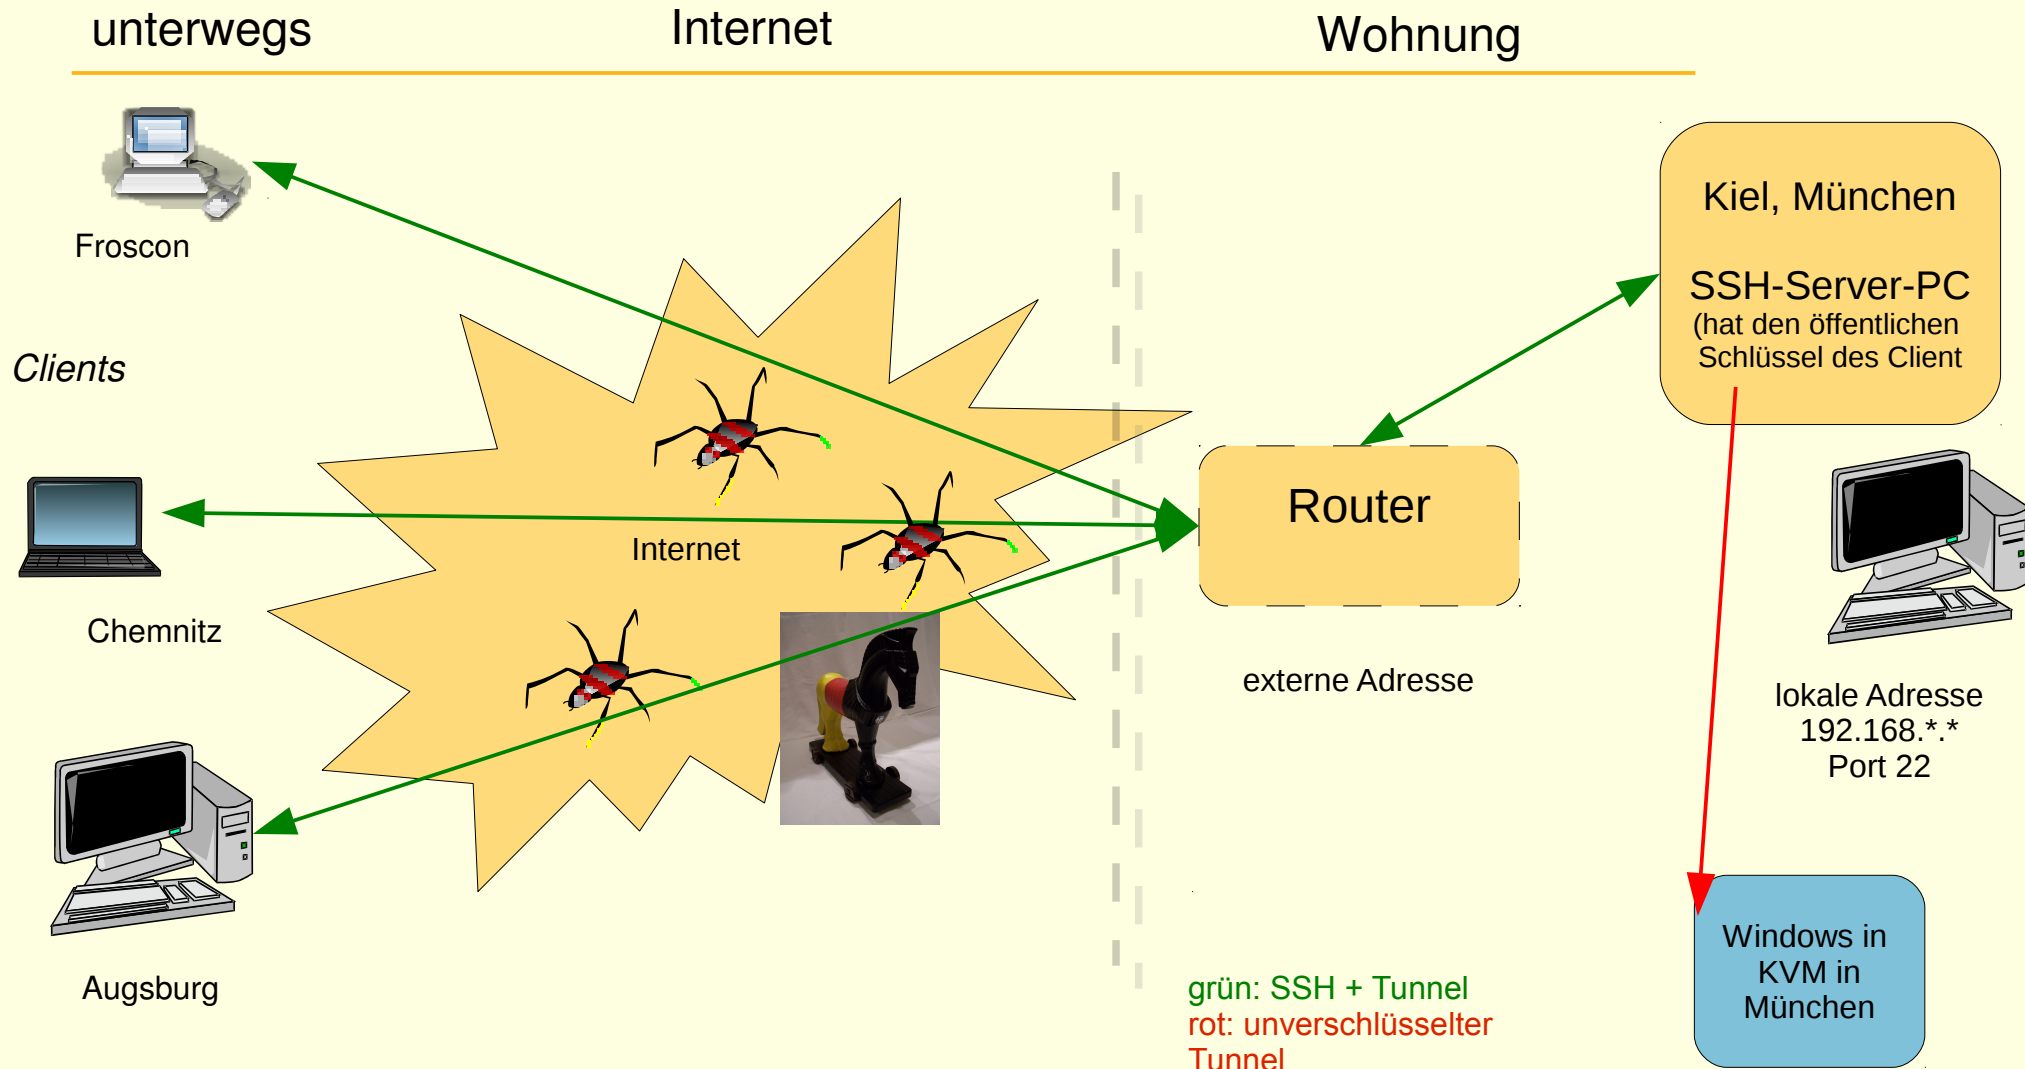 unterwegs
Internet
Wohnung
Froscon
Clients
Chemnitz
Augsburg
Internet
Router
externe Adresse
Kiel, München
SSH-Server-PC
(hat den öffentlichen
Schlüssel des Client
lokale Adresse
192.168.*.*
Port 22
Windows in
KVM in
München
grün: SSH + Tunnel
rot: unverschlüsselter
Tunnel